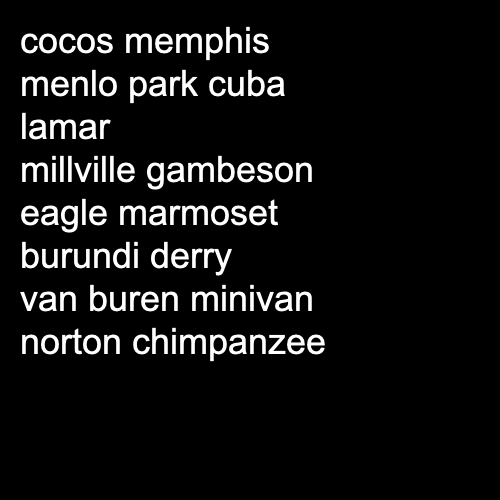 cocos memphis
menlo park cuba
lamar
millville gambeson
eagle marmoset
burundi derry
van buren minivan
norton chimpanzee